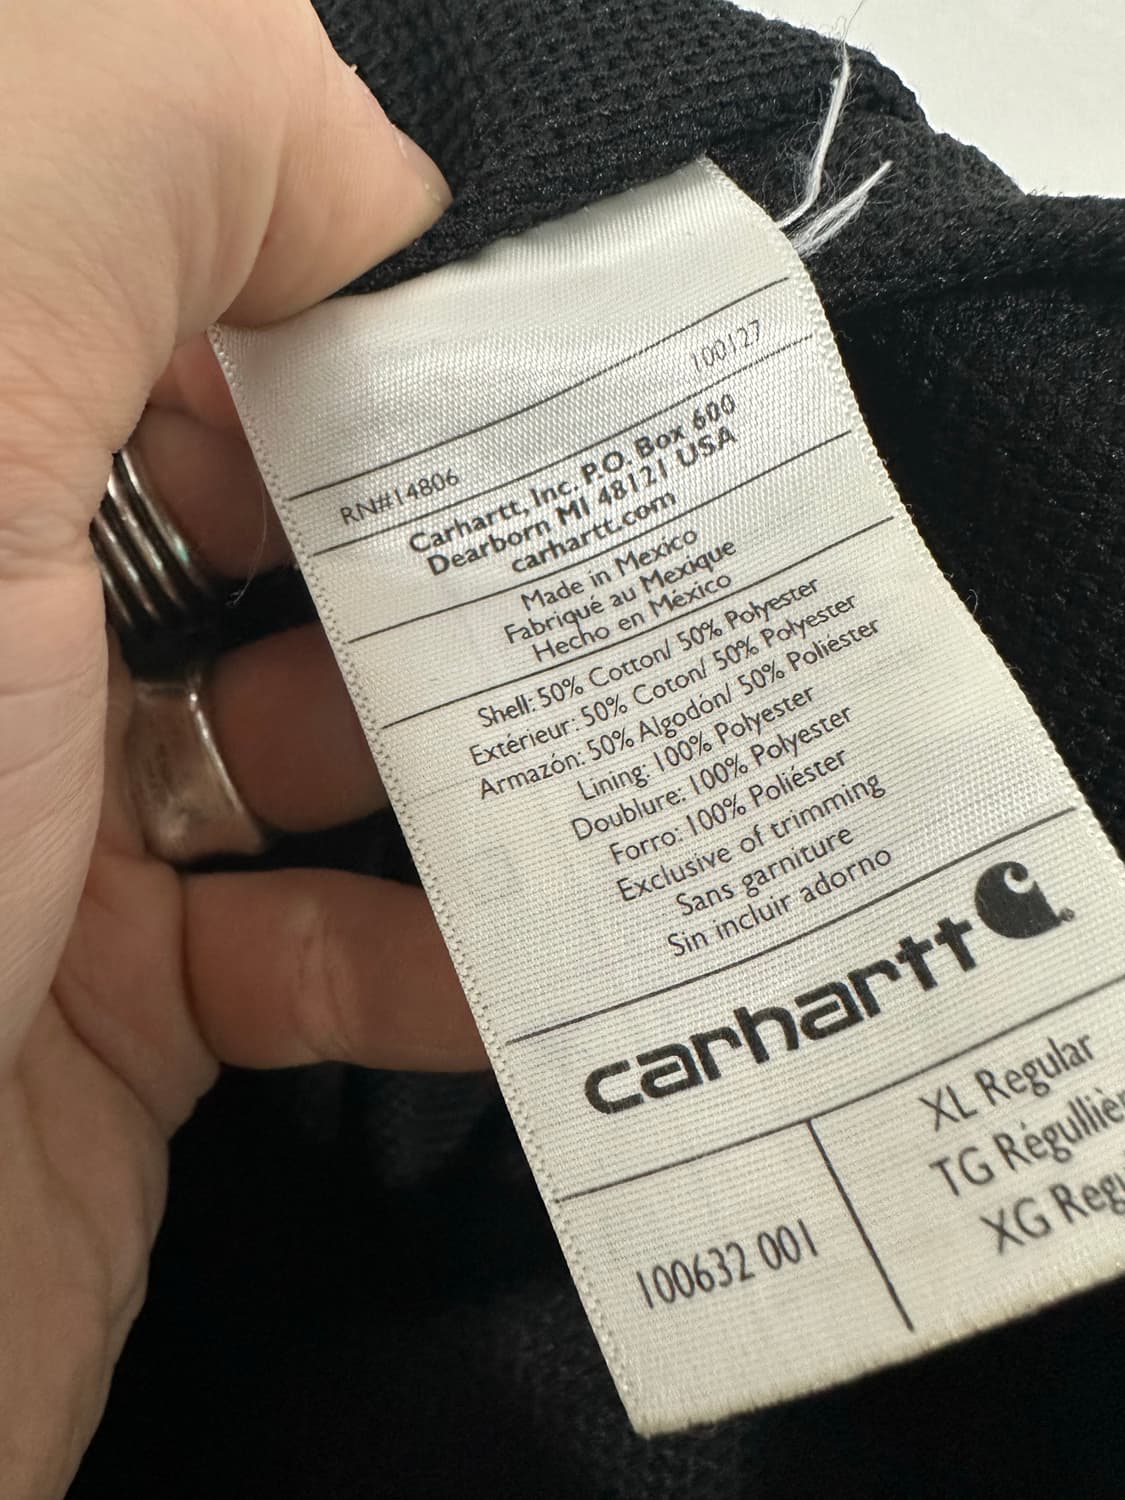 RN#14806 100127
Carhartt, Inc. P.O. Box 600
Dearborn MI 48121 USA
carhartt.com
Made in Mexico
Fabriqué au Mexique
Hecho en México
Shell: 50% Cotton/ 50% Polyester
Extérieur: 50% Coton/ 50% Polyester
Armazón: 50% Algodón/ 50% Poliéster
Lining: 100% Polyester
Doublure: 100% Polyester
Forro: 100% Poliéster
Exclusive of trimming
Sans garniture
Sin incluir adorno
carhartt
100632 001
XL Regular
TG Régulliè
XG Regu